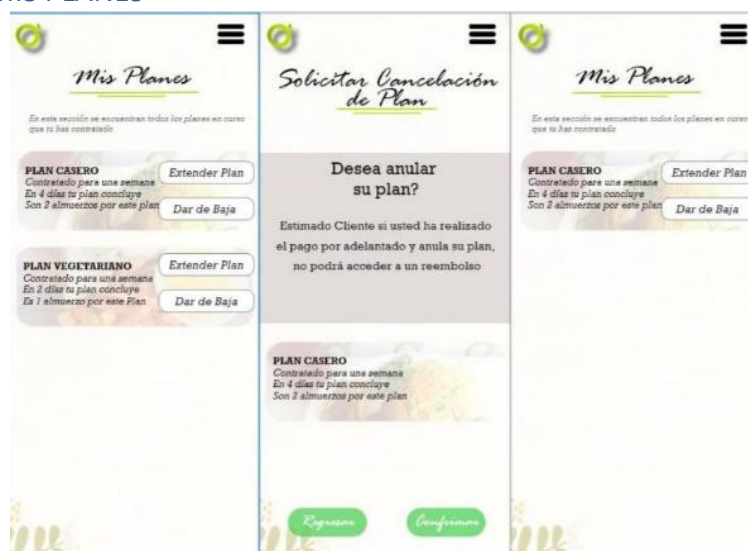 MIS PLANES
Mis Planes
En esta sección se encuentran todos los planes en curso
que tu has contratado
PLAN CASERO
Contratado para una semana
En 4 días tu plan concluye
Son 2 almuerzos por este plan
Extender Plan
Dar de Baja
PLAN VEGETARIANO
Contratado para una semana
En 2 días tu plan concluye
Es 1 almuerzo por este Plan
Extender Plan
Dar de Baja
Solicitar Cancelación
de Plan
Desea anular
su plan?
Estimado Cliente si usted ha realizado
el pago por adelantado y anula su plan,
no podrá acceder a un reembolso
PLAN CASERO
Contratado para una semana
En 4 días tu plan concluye
Son 2 almuerzos por este plan
Regresar
Confirmar
Mis Planes
En esta sección se encuentran todos los planes en curso
que tu has contratado
PLAN CASERO
Contratado para una semana
En 4 días tu plan concluye
Son 2 almuerzos por este plan
Extender Plan
Dar de Baja